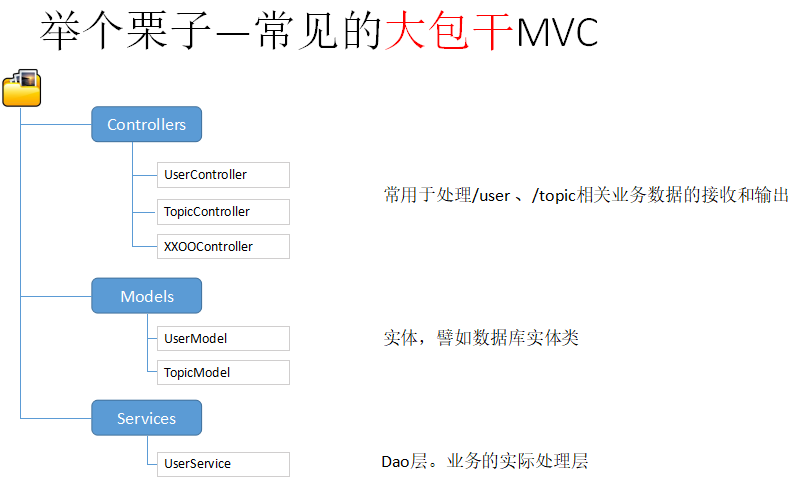 举个栗子—常见的大包干MVC
Controllers
UserController
常用于处理/user 、/topic相关业务数据的接收和输出
TopicController
XXOOController
Models
UserModel
实体，譬如数据库实体类
TopicModel
Services
UserService
Dao层。业务的实际处理层